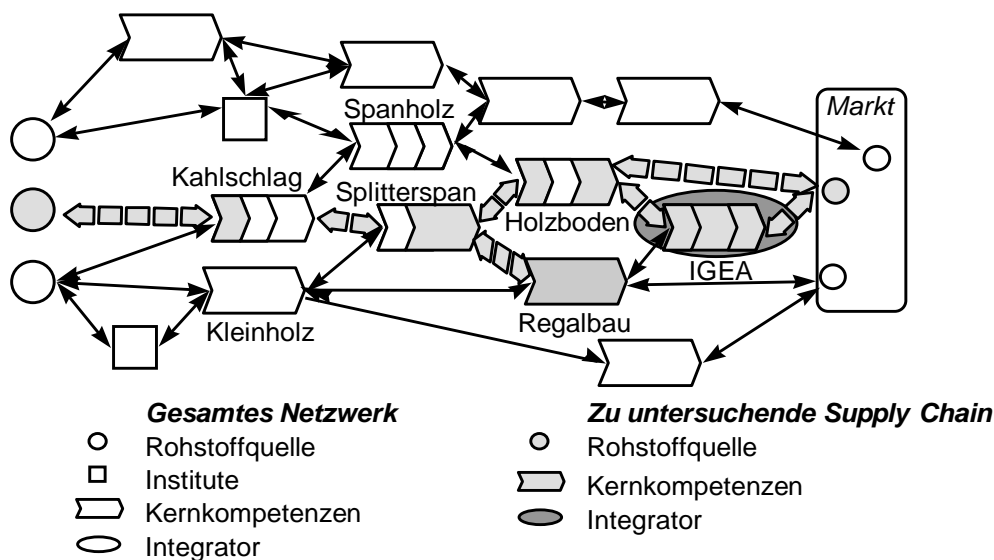 Markt
Spanholz
Kahlschlag
Splitterspan
Holzboden
IGEA
Kleinholz
Regalbau
Gesamtes Netzwerk
Rohstoffquelle
Institute
Kernkompetenzen
Integrator
Zu untersuchende Supply Chain
Rohstoffquelle
Kernkompetenzen
Integrator